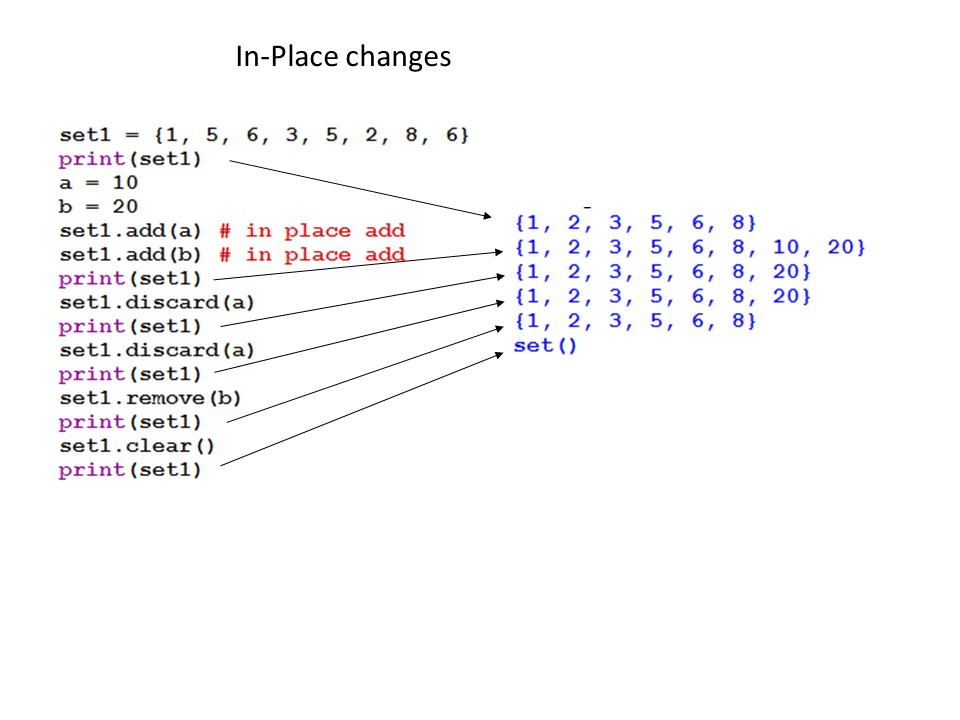 In-Place changes
set1 = {1, 5, 6, 3, 5, 2, 8, 6}
print(set1)
a = 10
b = 20
set1.add(a) # in place add
set1.add(b) # in place add
print(set1)
set1.discard(a)
print(set1)
set1.discard(a)
print(set1)
set1.remove(b)
print(set1)
set1.clear()
print(set1)
{1, 2, 3, 5, 6, 8}
{1, 2, 3, 5, 6, 8, 10, 20}
{1, 2, 3, 5, 6, 8, 20}
{1, 2, 3, 5, 6, 8, 20}
{1, 2, 3, 5, 6, 8}
set()